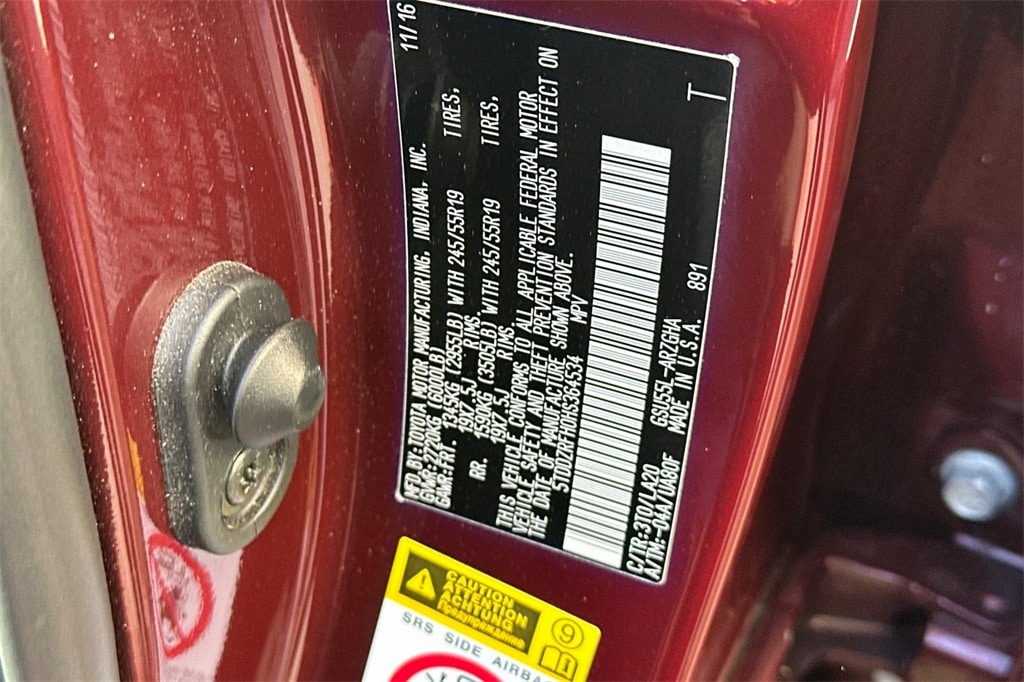 MFD BY: TOYOTA MOTOR MANUFACTURING, INDIANA, INC. 11/16
GVWR: 2720KG (6000LB)
GAWR:FRT. 1345KG (2955LB) WITH 245/55R19 TIRES,
19X7.5J RIMS.
RR. 1590KG (3505LB) WITH 245/55R19 TIRES,
19X7.5J RIMS.
THIS VEHICLE CONFORMS TO ALL APPLICABLE FEDERAL MOTOR
VEHICLE SAFETY AND THEFT PREVENTION STANDARDS IN EFFECT ON
THE DATE OF MANUFACTURE SHOWN ABOVE.
5TDDZRFH0HS364534 MPV
C/TR:3T0/LA20 GSU55L-ARZGHA
A/TM:-04A/UA80F MADE IN U.S.A. 891
T
CAUTION
ATTENTION
ACHTUNG
Предупреждение
9
SRS SIDE AIRBA